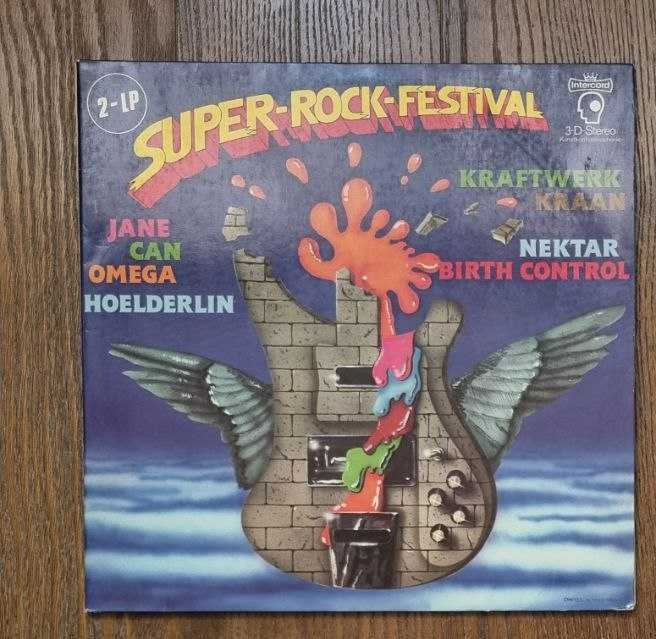 2-LP
SUPER-ROCK-FESTIVAL
Intercord
3-D-Stereo
KRAFTWERK
KRAAN
JANE
CAN
OMEGA
HOELDERLIN
NEKTAR
BIRTH CONTROL